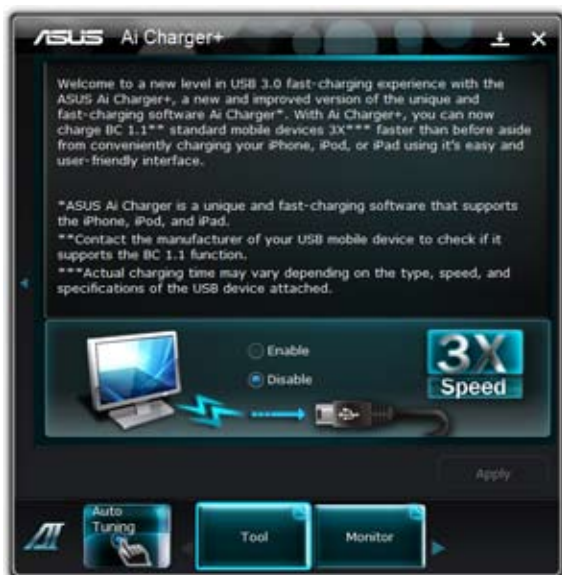 ASUS Ai Charger+
Welcome to a new level in USB 3.0 fast-charging experience with the
ASUS Ai Charger+, a new and improved version of the unique and
fast-charging software Ai Charger*. With Ai Charger+, you can now
charge BC 1.1** standard mobile devices 3X*** faster than before aside
from conveniently charging your iPhone, iPod, or iPad using it's easy and
user-friendly interface.
*ASUS Ai Charger is a unique and fast-charging software that supports
the iPhone, iPod, and iPad.
**Contact the manufacturer of your USB mobile device to check if it
supports the BC 1.1 function.
***Actual charging time may vary depending on the type, speed, and
specifications of the USB device attached.
Enable
Disable
3X
Speed
Apply
Auto
Tuning
Tool
Monitor